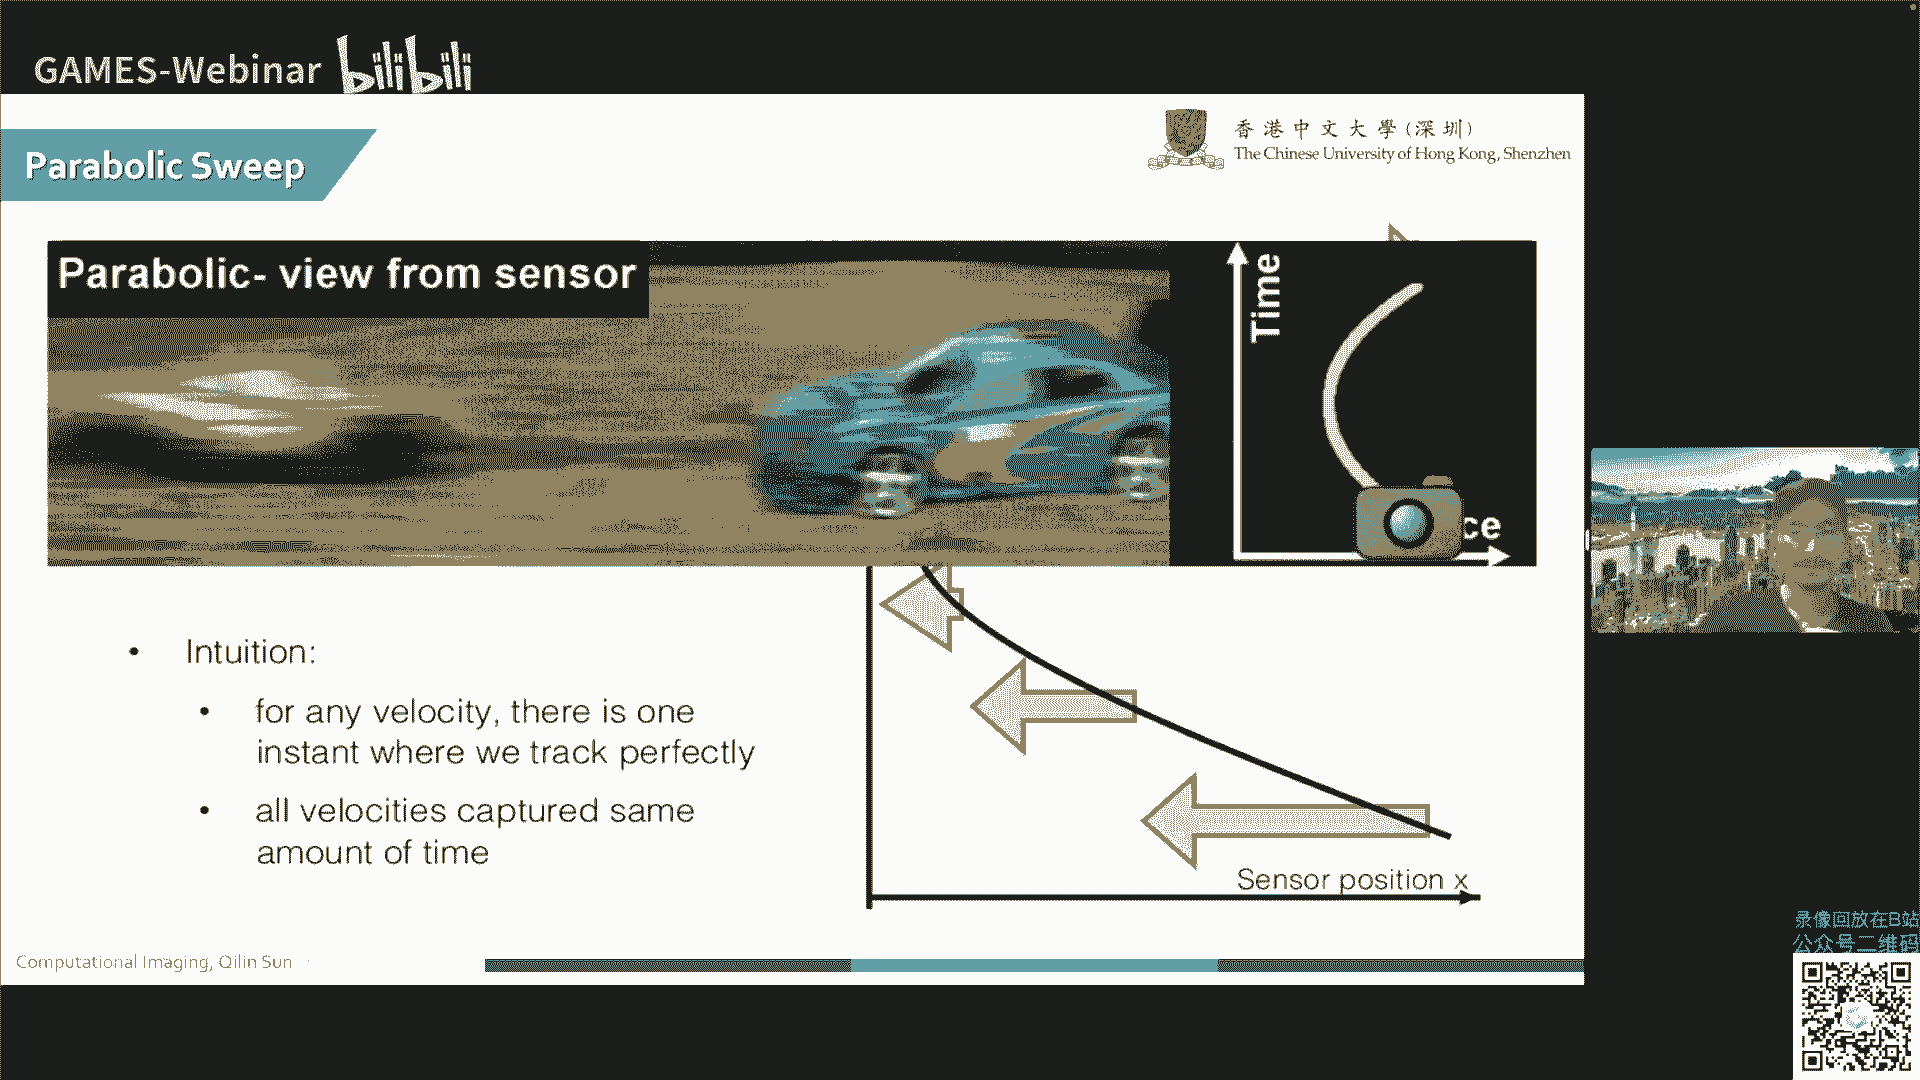 GAMES-Webinar bilibili
香港中文大學(深圳)
The Chinese University of Hong Kong, Shenzhen
Parabolic Sweep
Parabolic- view from sensor
Time
ce
Intuition:
for any velocity, there is one
instant where we track perfectly
all velocities captured same
amount of time
Sensor position x
Computational Imaging, Qilin Sun
录像回放在B站
公众号二维码